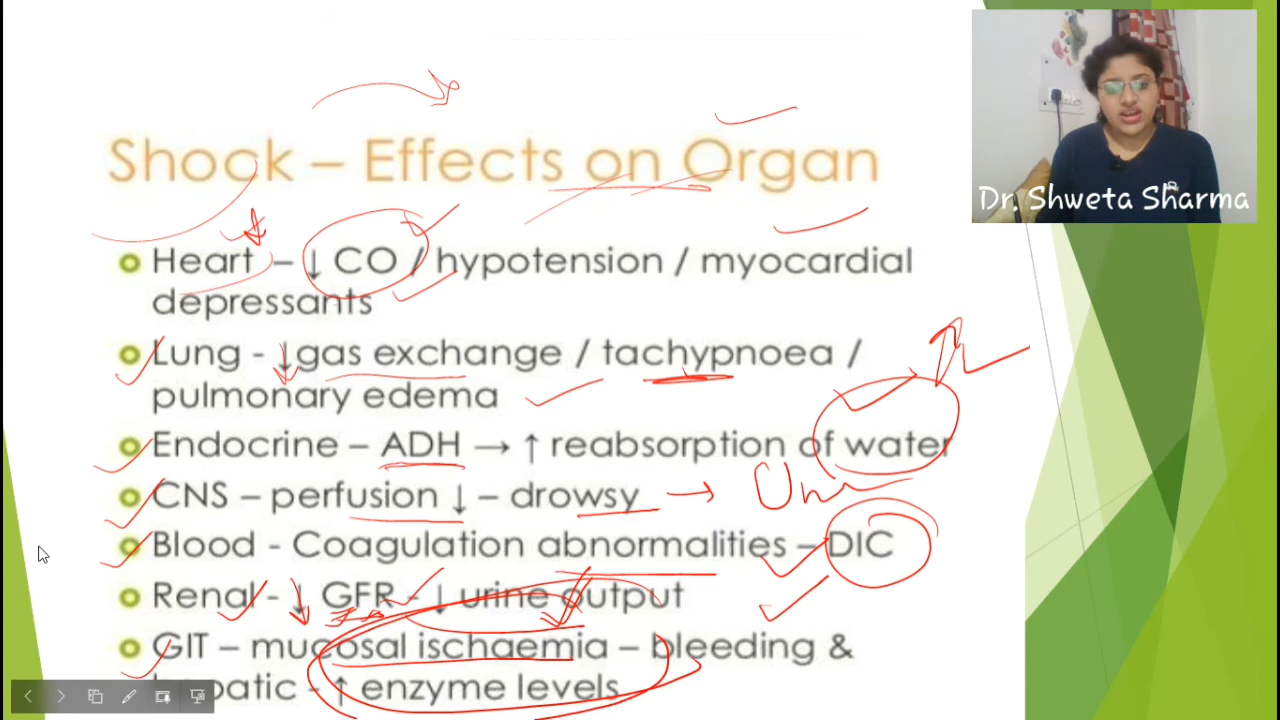 Shock – Effects on Organ
Dr. Shweta Sharma
Heart – ↓ CO / hypotension / myocardial
depressants
Lung - ↓gas exchange / tachypnoea /
pulmonary edema
Endocrine – ADH → ↑ reabsorption of water
CNS – perfusion ↓ – drowsy
Blood - Coagulation abnormalities – DIC
Renal - ↓ GFR - ↓ urine output
GIT – mucosal ischaemia – bleeding &
↑ enzyme levels